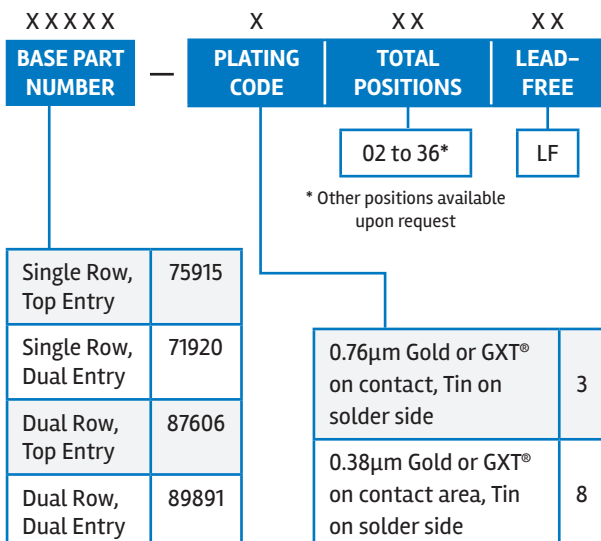 X X X X X X X X X X
BASE PART PLATING TOTAL LEAD–
NUMBER — CODE POSITIONS FREE
02 to 36* LF
* Other positions available
upon request
Single Row, 75915
Top Entry
Single Row, 71920
Dual Entry
Dual Row, 87606
Top Entry
Dual Row, 89891
Dual Entry
0.76µm Gold or GXT®
on contact, Tin on 3
solder side
0.38µm Gold or GXT®
on contact area, Tin 8
on solder side